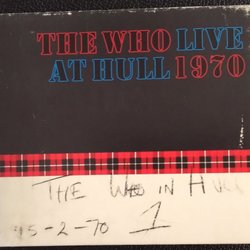 THE WHO LIVE
AT HULL 1970
THE WHO IN HULL
15-2-70 1